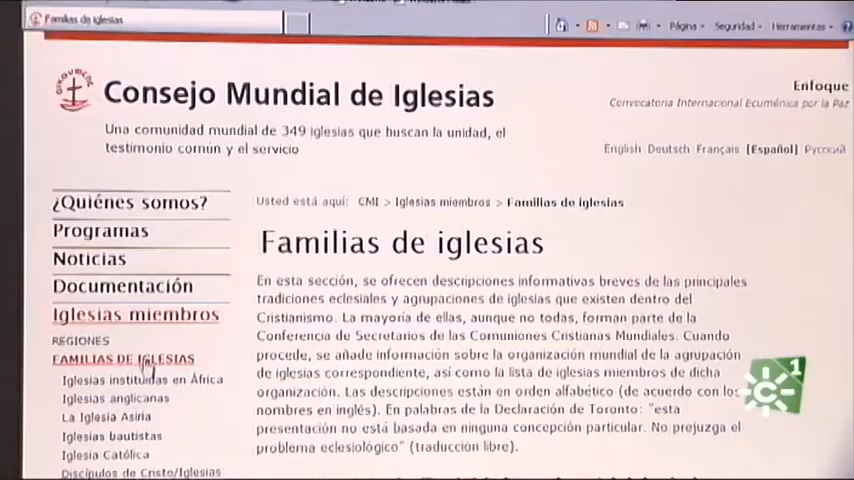 Familias de iglesias
Página
Seguridad
Herramientas
Consejo Mundial de Iglesias
Una comunidad mundial de 349 iglesias que buscan la unidad, el
testimonio común y el servicio
Enfoque
Convocatoria Internacional Ecuménica por la Paz
English Deutsch Français [Español] Русский
¿Quiénes somos?
Programas
Noticias
Documentación
Iglesias miembros
REGIONES
FAMILIAS DE IGLESIAS
Iglesias instituidas en África
Iglesias anglicanas
La Iglesia Asiria
Iglesias bautistas
Iglesia Católica
Discípulos de Cristo/Iglesias
Usted está aquí: CMI > Iglesias miembros > Familias de iglesias
Familias de iglesias
En esta sección, se ofrecen descripciones informativas breves de las principales
tradiciones eclesiales y agrupaciones de iglesias que existen dentro del
Cristianismo. La mayoría de ellas, aunque no todas, forman parte de la
Conferencia de Secretarios de las Comuniones Cristianas Mundiales. Cuando
procede, se añade información sobre la organización mundial de la agrupación
de iglesias correspondiente, así como la lista de iglesias miembros de dicha
organización. Las descripciones están en orden alfabético (de acuerdo con los
nombres en inglés). En palabras de la Declaración de Toronto: "esta
presentación no está basada en ninguna concepción particular. No prejuzga el
problema eclesiológico" (traducción libre).
1